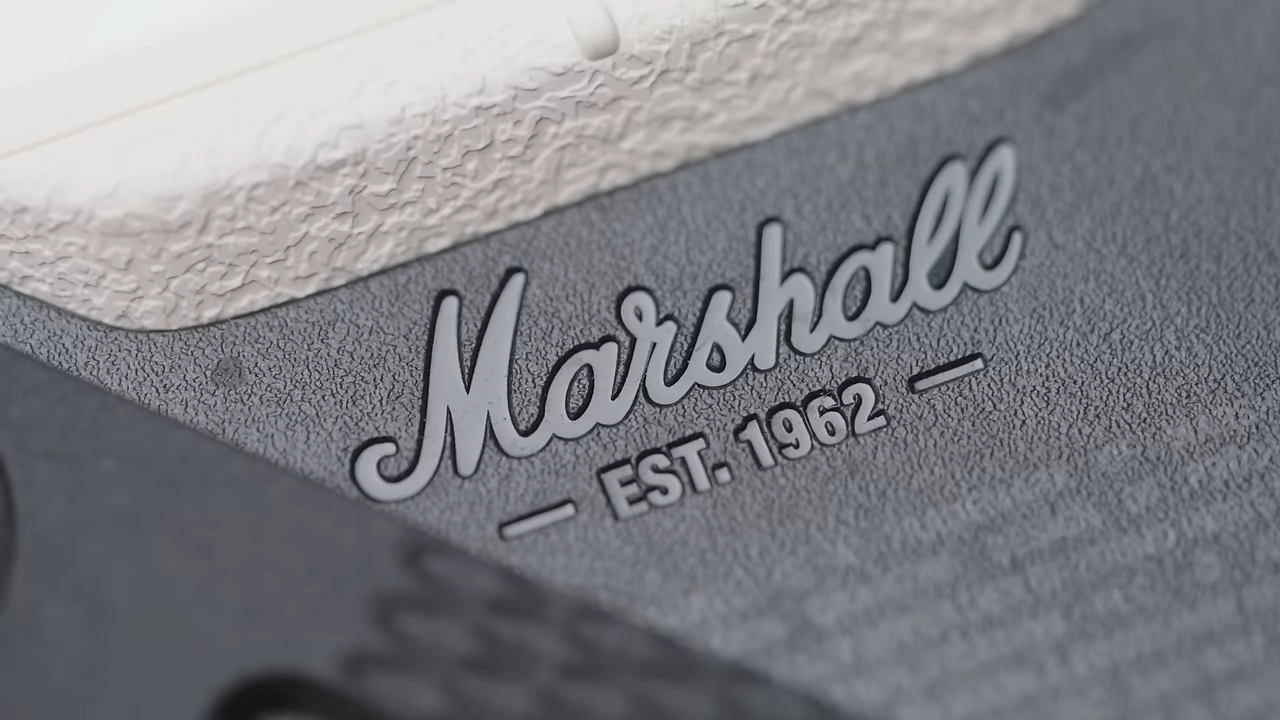 Marshall
— EST. 1962 —